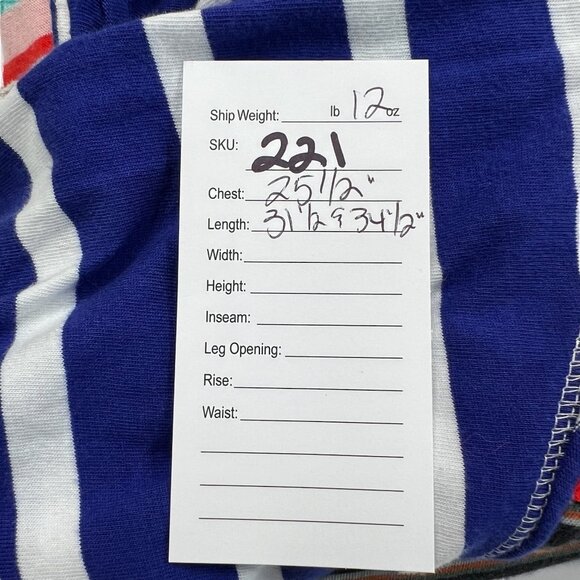 Ship Weight: lb 12 oz
SKU: 221
Chest: 25 1/2"
Length: 31 1/2 & 34 1/2"
Width:
Height:
Inseam:
Leg Opening:
Rise:
Waist: